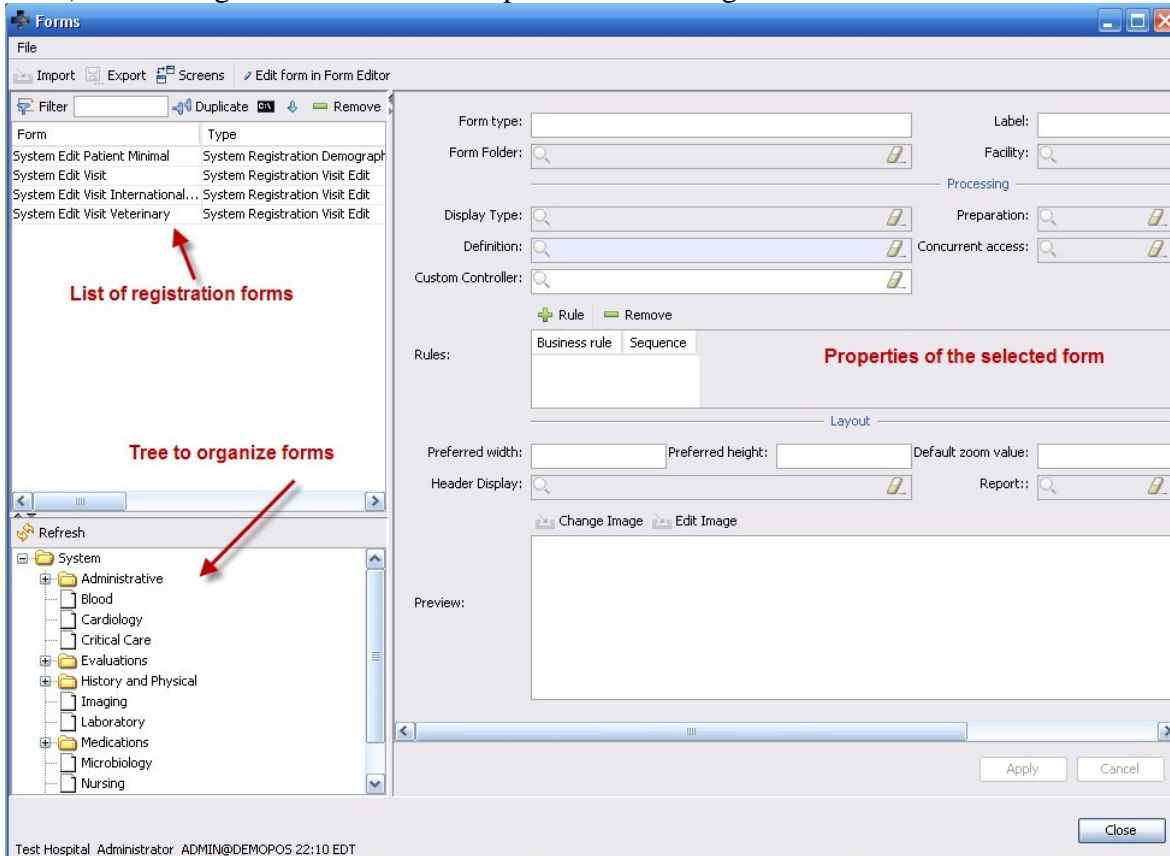 Forms
File
Import Export Screens Edit form in Form Editor
Filter Duplicate C:\ Remove
Form Type
System Edit Patient Minimal System Registration Demograph
System Edit Visit System Registration Visit Edit
System Edit Visit International... System Registration Visit Edit
System Edit Visit Veterinary System Registration Visit Edit
List of registration forms
Tree to organize forms
Refresh
System
Administrative
Blood
Cardiology
Critical Care
Evaluations
History and Physical
Imaging
Laboratory
Medications
Microbiology
Nursing
Form type: Label:
Form Folder: Facility:
Processing
Display Type: Preparation:
Definition: Concurrent access:
Custom Controller:
Rule Remove
Rules: Business rule Sequence
Properties of the selected form
Layout
Preferred width: Preferred height: Default zoom value:
Header Display: Report::
Change Image Edit Image
Preview:
Apply Cancel
Close
Test Hospital Administrator ADMIN@DEMOPOS 22:10 EDT